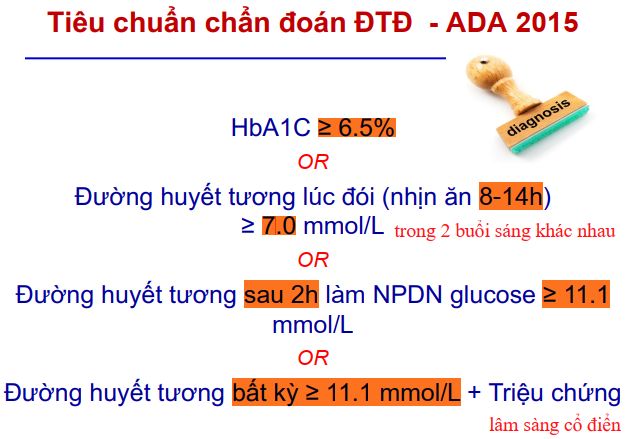 Tiêu chuẩn chẩn đoán ĐTĐ - ADA 2015
diagnosis
HbA1C ≥ 6.5%
OR
Đường huyết tương lúc đói (nhịn ăn 8-14h)
≥ 7.0 mmol/L trong 2 buổi sáng khác nhau
OR
Đường huyết tương sau 2h làm NPDN glucose ≥ 11.1
mmol/L
OR
Đường huyết tương bất kỳ ≥ 11.1 mmol/L + Triệu chứng
lâm sàng cổ điển